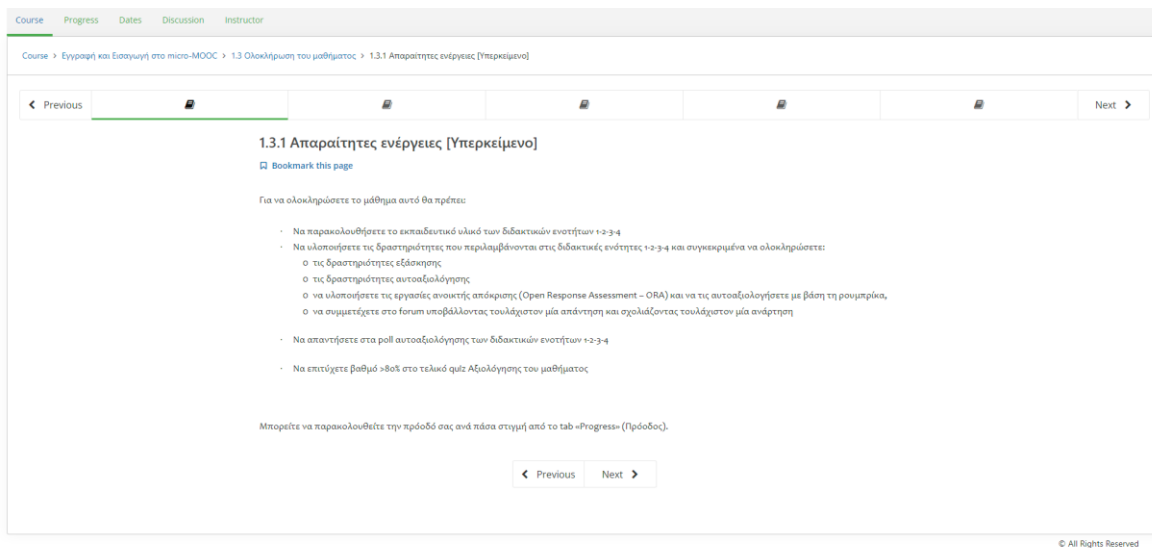 Course Progress Dates Discussion Instructor
Course > Εγγραφή και Εισαγωγή στο micro-MOOC > 1.3 Ολοκλήρωση του μαθήματος > 1.3.1 Απαραίτητες ενέργειες [Υπερκείμενο]
Previous Next
1.3.1 Απαραίτητες ενέργειες [Υπερκείμενο]
Bookmark this page
Για να ολοκληρώσετε το μάθημα αυτό θα πρέπει:
· Να παρακολουθήσετε το εκπαιδευτικό υλικό των διδακτικών ενοτήτων 1-2-3-4
· Να υλοποιήσετε τις δραστηριότητες που περιλαμβάνονται στις διδακτικές ενότητες 1-2-3-4 και συγκεκριμένα να ολοκληρώσετε:
o τις δραστηριότητες εξάσκησης
o τις δραστηριότητες αυτοαξιολόγησης
o να υλοποιήσετε τις εργασίες ανοικτής απόκρισης (Open Response Assessment – ORA) και να τις αυτοαξιολογήσετε με βάση τη ρουμπρίκα,
o να συμμετέχετε στο forum υποβάλλοντας τουλάχιστον μία απάντηση και σχολιάζοντας τουλάχιστον μία ανάρτηση
· Να απαντήσετε στα poll αυτοαξιολόγησης των διδακτικών ενοτήτων 1-2-3-4
· Να επιτύχετε βαθμό >80% στο τελικό quiz Αξιολόγησης του μαθήματος
Μπορείτε να παρακολουθείτε την πρόοδό σας ανά πάσα στιγμή από το tab «Progress» (Πρόοδος).
Previous Next
© All Rights Reserved